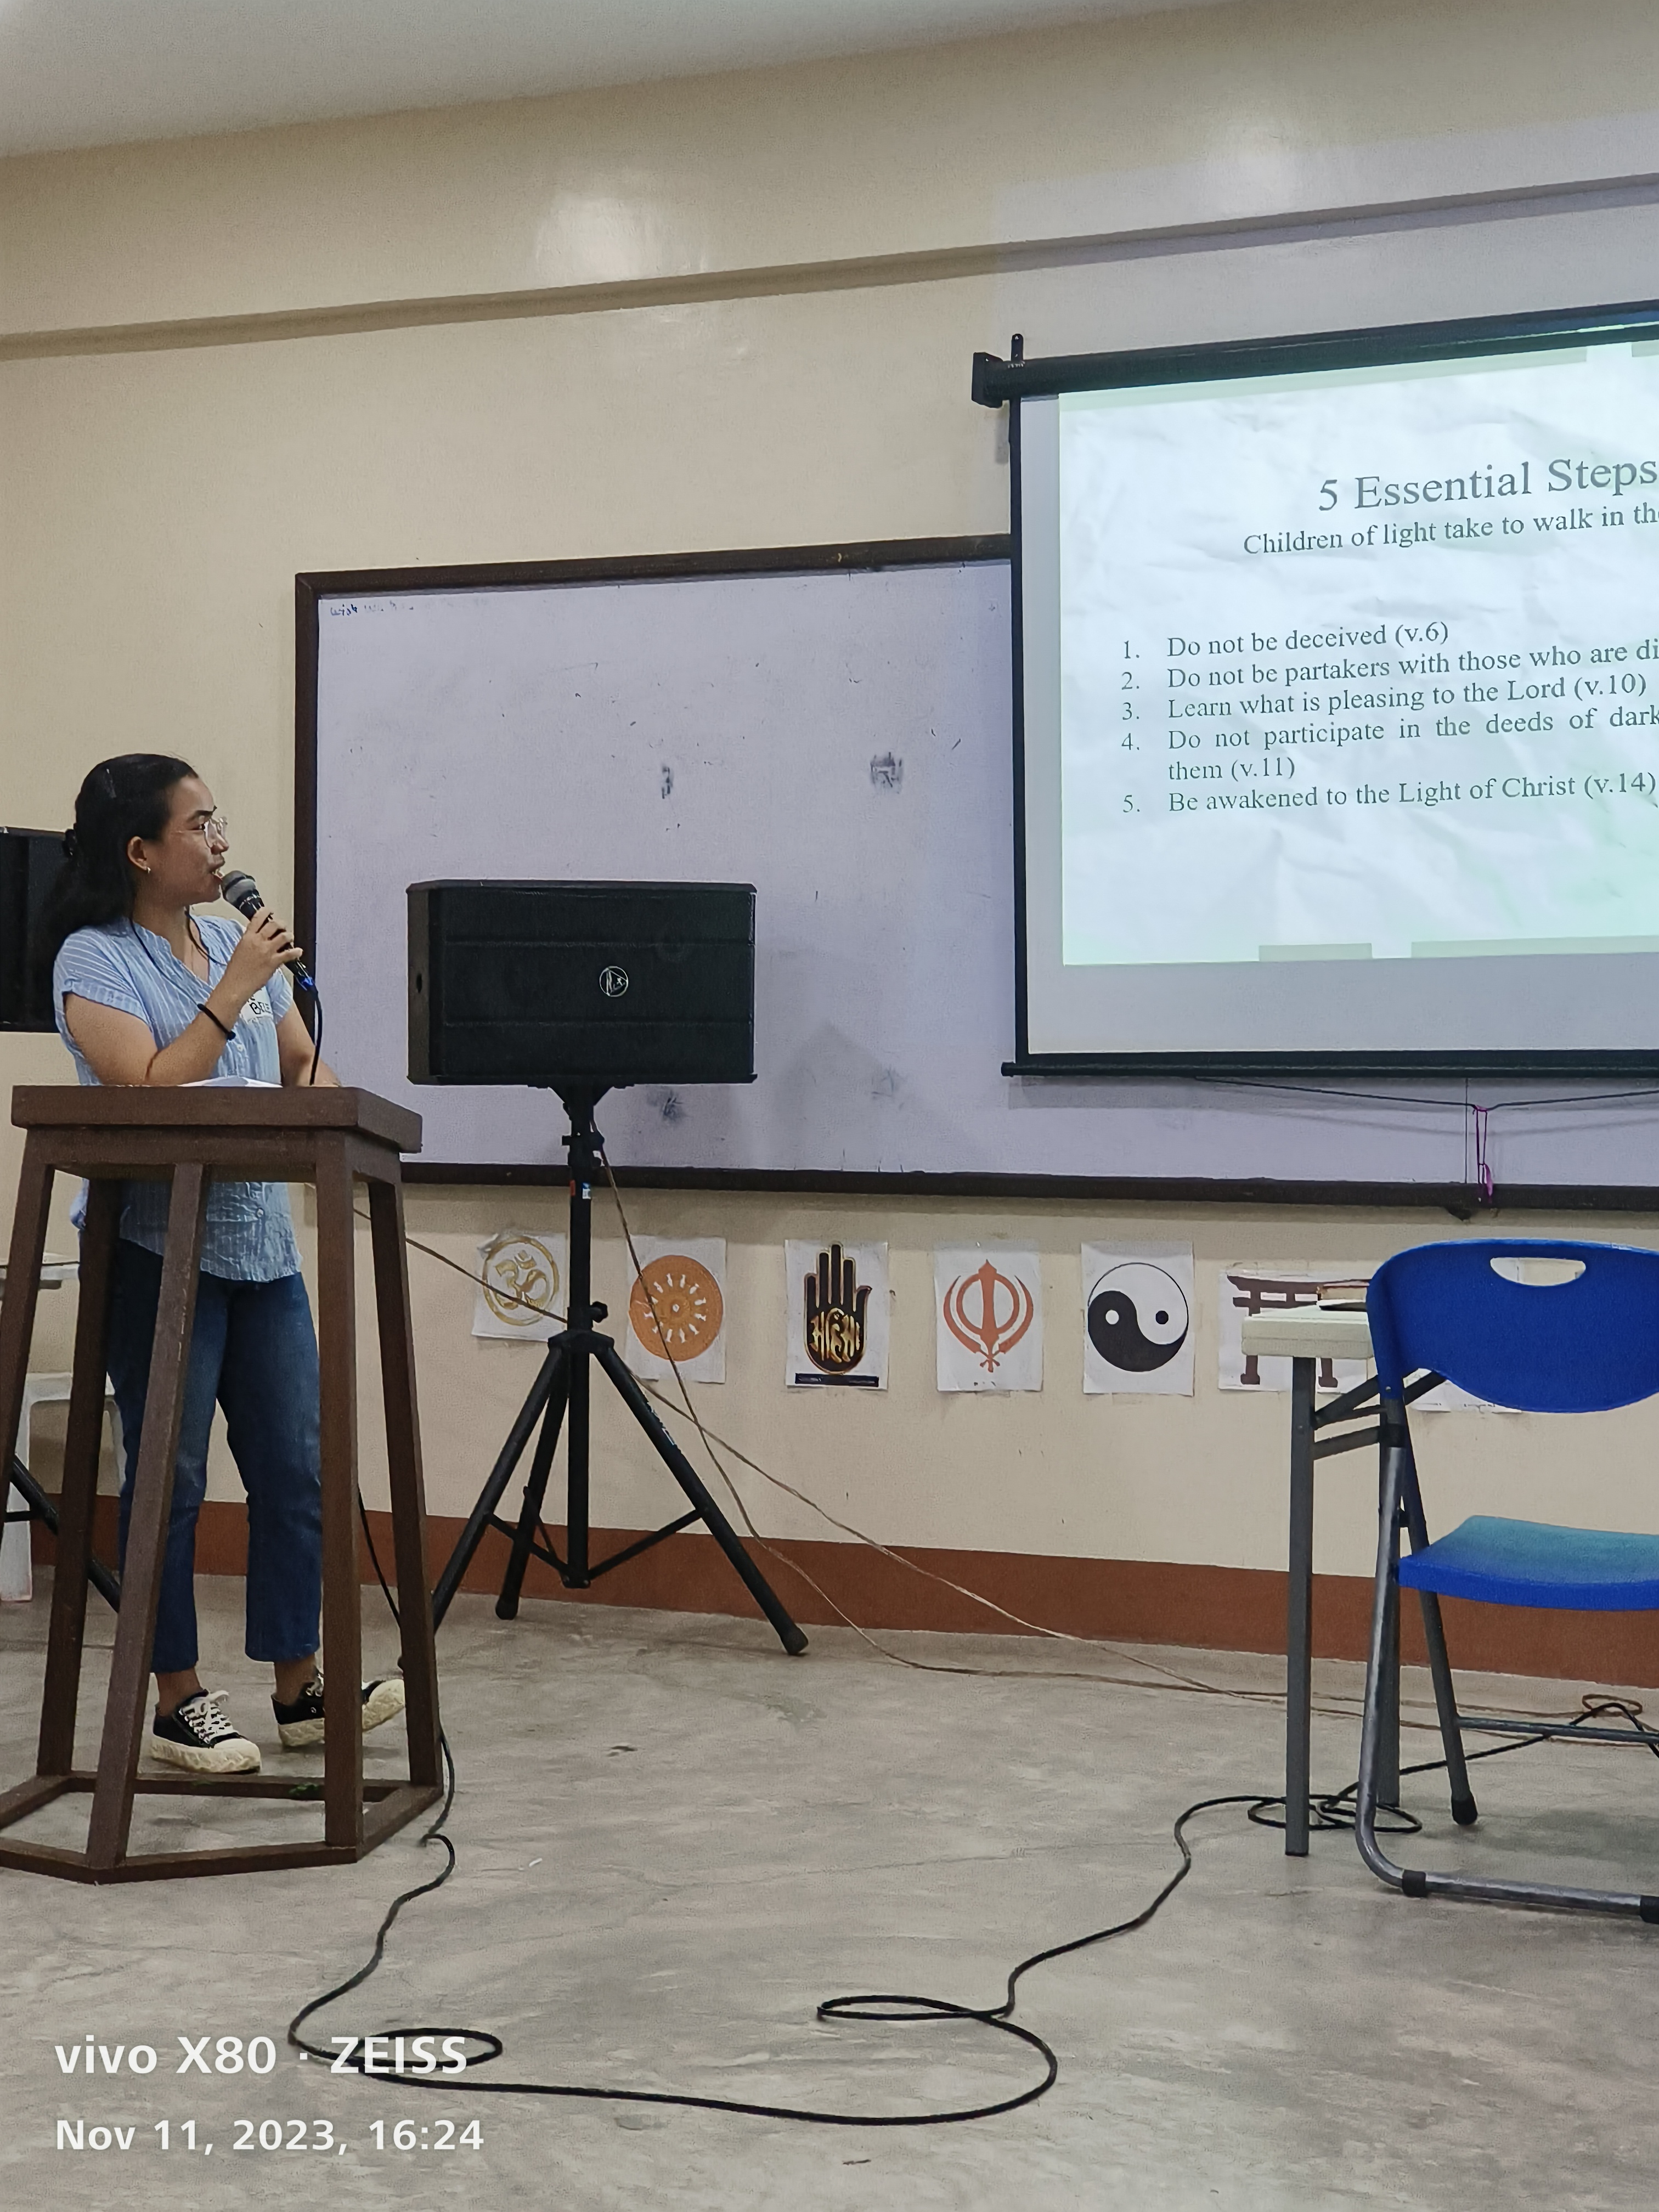 5 Essential Steps
Children of light take to walk in
1. Do not be deceived (v.6)
2. Do not be partakers with those who are
3. Learn what is pleasing to the Lord (v.10)
4. Do not participate in the deeds of
them (v.11)
5. Be awakened to the Light of Christ (v.14)
vivo X80 · ZEISS
Nov 11, 2023, 16:24